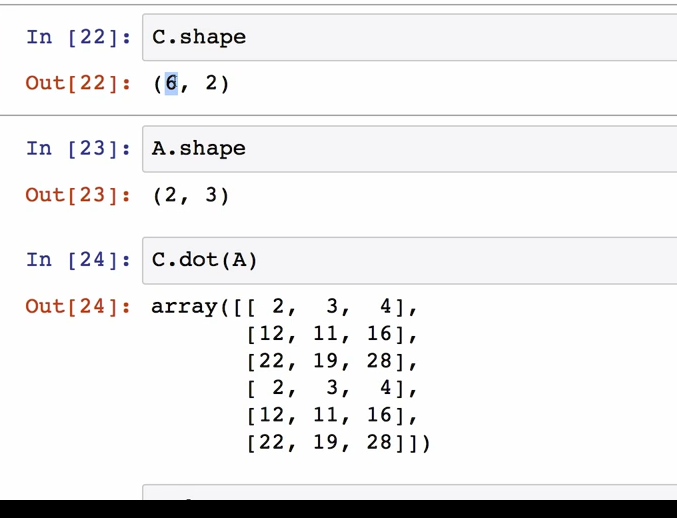 In [22]: C.shape
Out[22]: (6, 2)
In [23]: A.shape
Out[23]: (2, 3)
In [24]: C.dot(A)
Out[24]: array([[ 2,  3,  4],
       [12, 11, 16],
       [22, 19, 28],
       [ 2,  3,  4],
       [12, 11, 16],
       [22, 19, 28]])